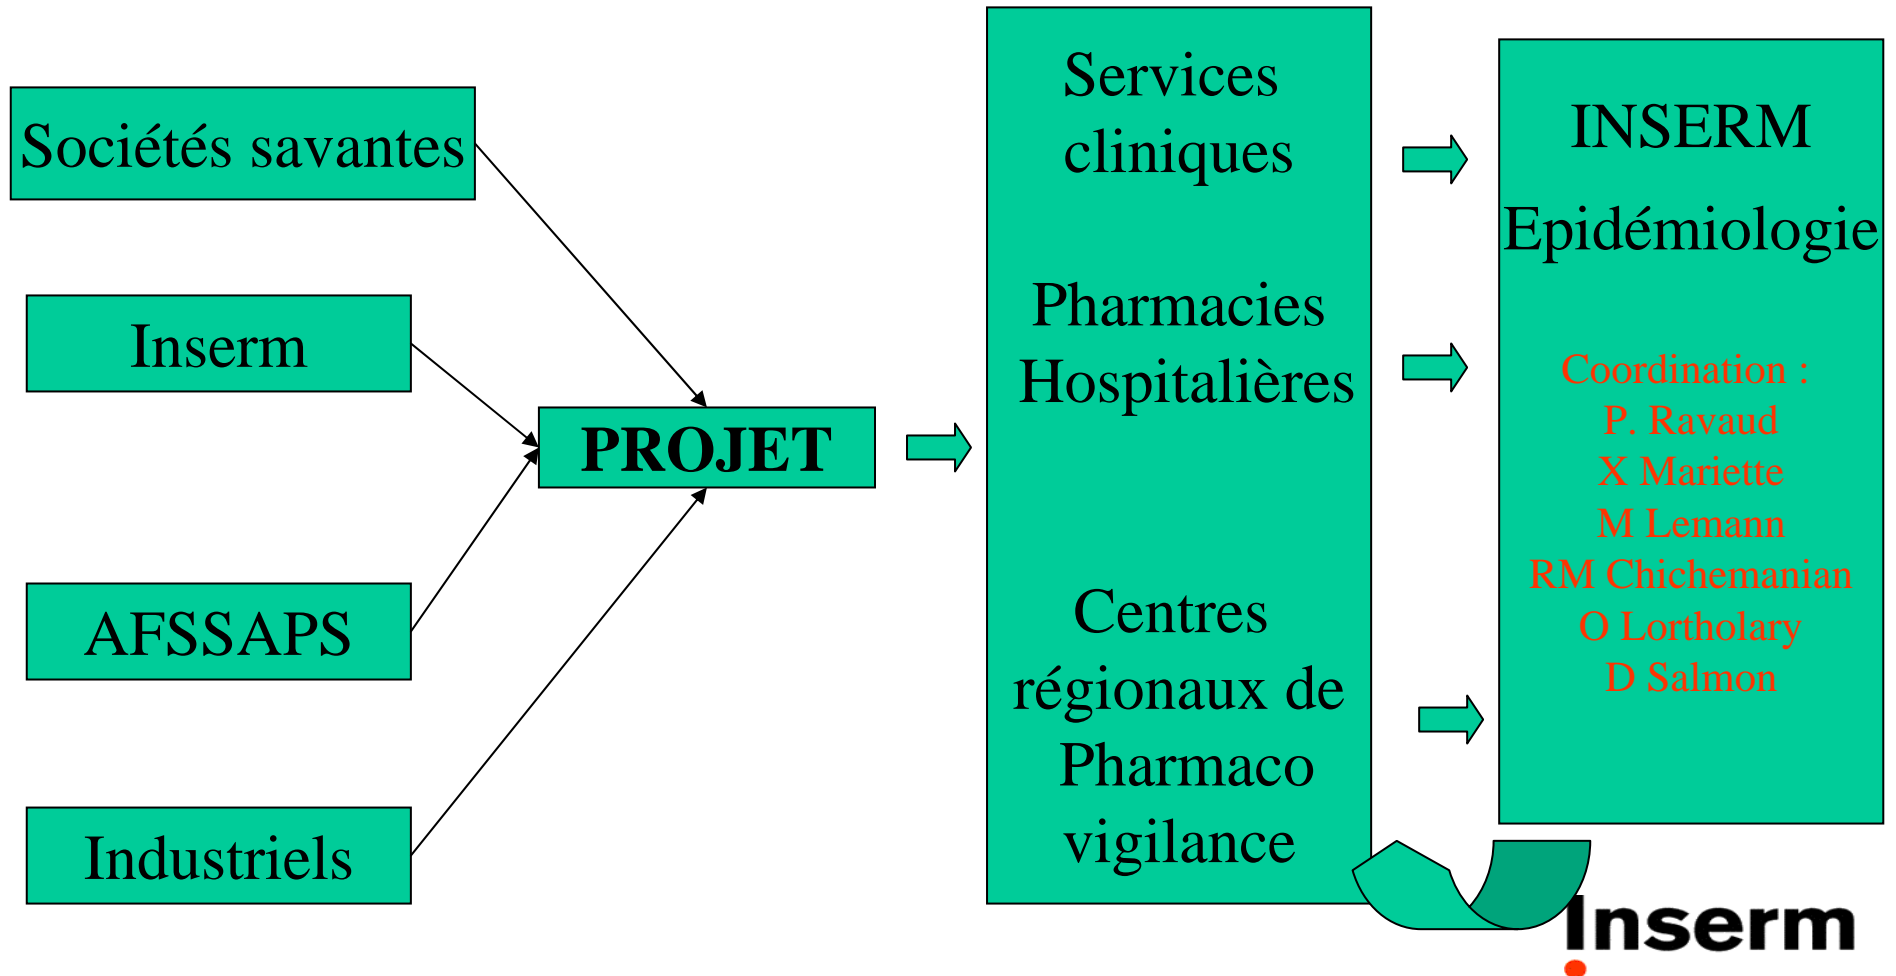 Sociétés savantes
Inserm
AFSSAPS
Industriels
PROJET
Services
cliniques
Pharmacies
Hospitalières
Centres
régionaux de
Pharmaco
vigilance
INSERM
Epidémiologie
Coordination :
P. Ravaud
X Mariette
M Lemann
RM Chichemanian
O Lortholary
D Salmon
Inserm